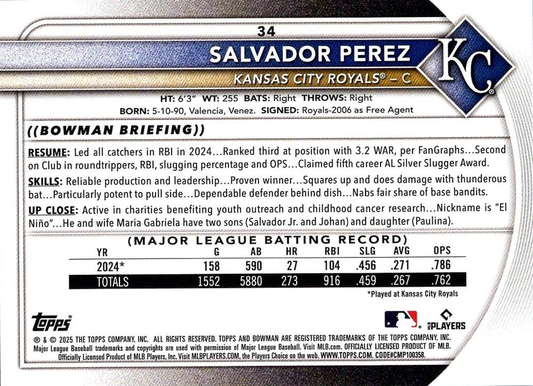 34
SALVADOR PEREZ
KANSAS CITY ROYALS® – C
KC
HT: 6'3" WT: 255 BATS: Right THROWS: Right
BORN: 5-10-90, Valencia, Venez. SIGNED: Royals-2006 as Free Agent
((BOWMAN BRIEFING))
RESUME: Led all catchers in RBI in 2024...Ranked third at position with 3.2 WAR, per FanGraphs...Second
on Club in roundtrippers, RBI, slugging percentage and OPS...Claimed fifth career AL Silver Slugger Award.
SKILLS: Reliable production and leadership...Proven winner...Squares up and does damage with thunderous
bat...Particularly potent to pull side...Dependable defender behind dish...Nabs fair share of base bandits.
UP CLOSE: Active in charities benefiting youth outreach and childhood cancer research...Nickname is "El
Niño"...He and wife Maria Gabriela have two sons (Salvador Jr. and Johan) and daughter (Paulina).
(MAJOR LEAGUE BATTING RECORD)
YR G AB HR RBI SLG AVG OPS
2024* 158 590 27 104 .456 .271 .786
TOTALS 1552 5880 273 916 .459 .267 .762
*Played at Kansas City Royals
Topps
PLAYERS
® & © 2025 THE TOPPS COMPANY, INC. ALL RIGHTS RESERVED. TOPPS AND BOWMAN ARE REGISTERED TRADEMARKS OF THE TOPPS COMPANY, INC.
Major League Baseball trademarks and copyrights are used with permission of Major League Baseball. Visit MLB.com. OFFICIALLY LICENSED PRODUCT OF MLB.
Officially Licensed Product of MLB Players, Inc. Visit MLBPLAYERS.com, the Players Choice on the web. WWW.TOPPS.COM. CODE#CMP100358.